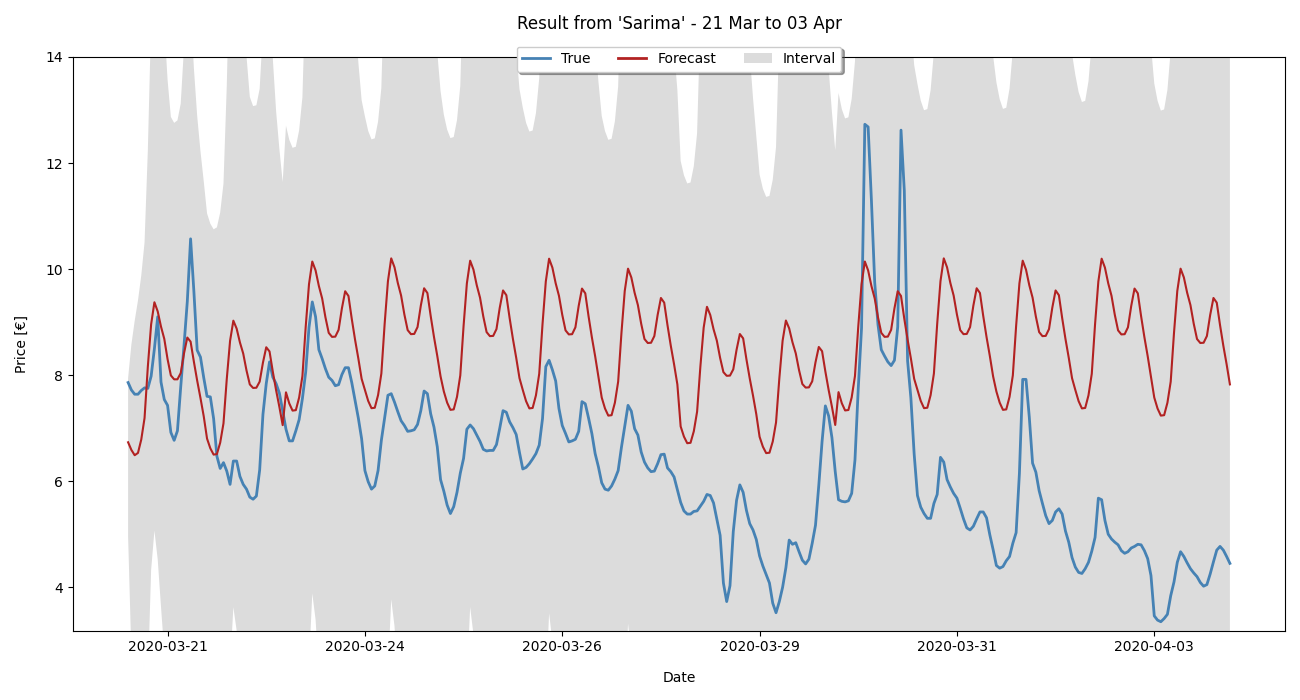 Result from 'Sarima' - 21 Mar to 03 Apr
True Forecast Interval
14
12
10
8
6
4
Price [€]
2020-03-21 2020-03-24 2020-03-26 2020-03-29 2020-03-31 2020-04-03
Date